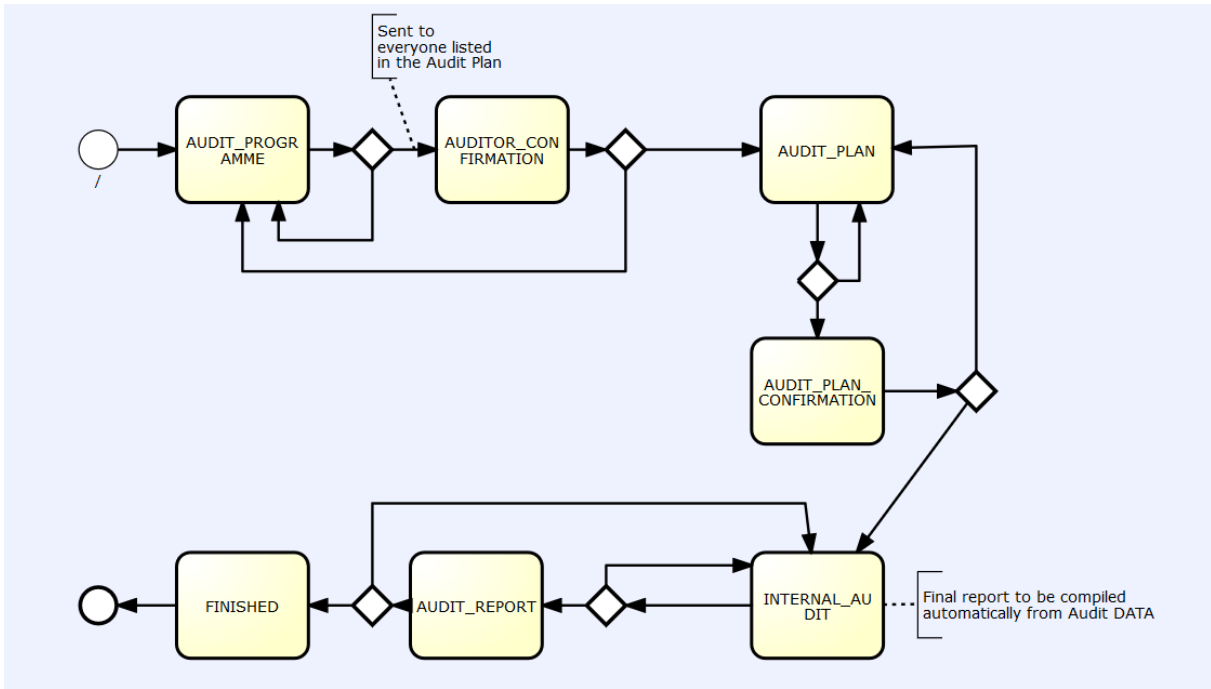 Sent to
everyone listed
in the Audit Plan
AUDIT_PROGR
AMME
AUDITOR_CON
FIRMATION
AUDIT_PLAN
/
AUDIT_PLAN_
CONFIRMATION
FINISHED
AUDIT_REPORT
INTERNAL_AU
DIT
Final report to be compiled
automatically from Audit DATA